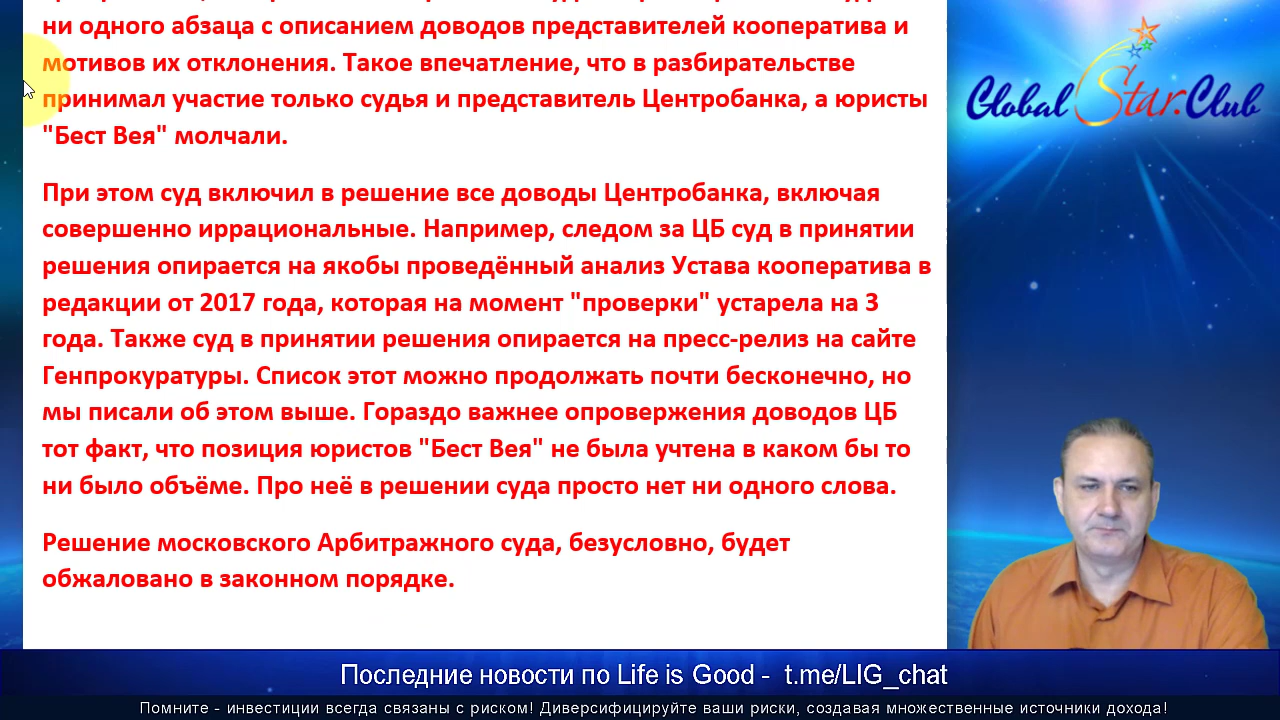 ни одного абзаца с описанием доводов представителей кооператива и
мотивов их отклонения. Такое впечатление, что в разбирательстве
принимал участие только судья и представитель Центробанка, а юристы
"Бест Вея" молчали.
При этом суд включил в решение все доводы Центробанка, включая
совершенно иррациональные. Например, следом за ЦБ суд в принятии
решения опирается на якобы проведённый анализ Устава кооператива в
редакции от 2017 года, которая на момент "проверки" устарела на 3
года. Также суд в принятии решения опирается на пресс-релиз на сайте
Генпрокуратуры. Список этот можно продолжать почти бесконечно, но
мы писали об этом выше. Гораздо важнее опровержения доводов ЦБ
тот факт, что позиция юристов "Бест Вея" не была учтена в каком бы то
ни было объёме. Про неё в решении суда просто нет ни одного слова.
Решение московского Арбитражного суда, безусловно, будет
обжаловано в законном порядке.
Global Star.Club
Последние новости по Life is Good - t.me/LIG_chat
Помните - инвестиции всегда связаны с риском! Диверсифицируйте ваши риски, создавая множественные источники дохода!